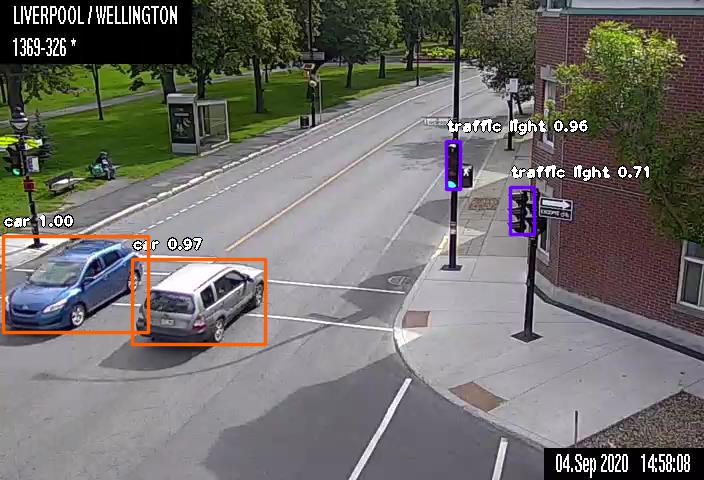 LIVERPOOL / WELLINGTON
1369-326 *
traffic light 0.96
traffic light 0.71
car 1.00
car 0.97
04.Sep 2020 14:58:08